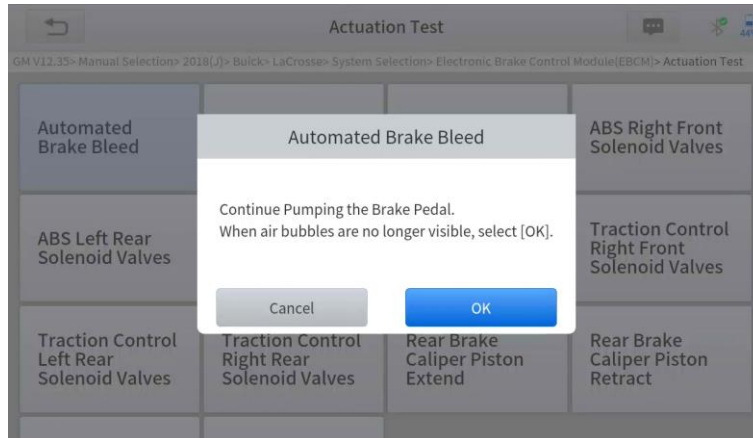 Actuation Test
GM V12.35> Manual Selection> 2018(J)> Buick> LaCrosse> System Selection> Electronic Brake Control Module(EBCM)> Actuation Test
Automated
Brake Bleed
ABS Right Front
Solenoid Valves
Automated Brake Bleed
Continue Pumping the Brake Pedal.
When air bubbles are no longer visible, select [OK].
Cancel
OK
ABS Left Rear
Solenoid Valves
Traction Control
Right Front
Solenoid Valves
Traction Control
Left Rear
Solenoid Valves
Traction Control
Right Rear
Solenoid Valves
Rear Brake
Caliper Piston
Extend
Rear Brake
Caliper Piston
Retract